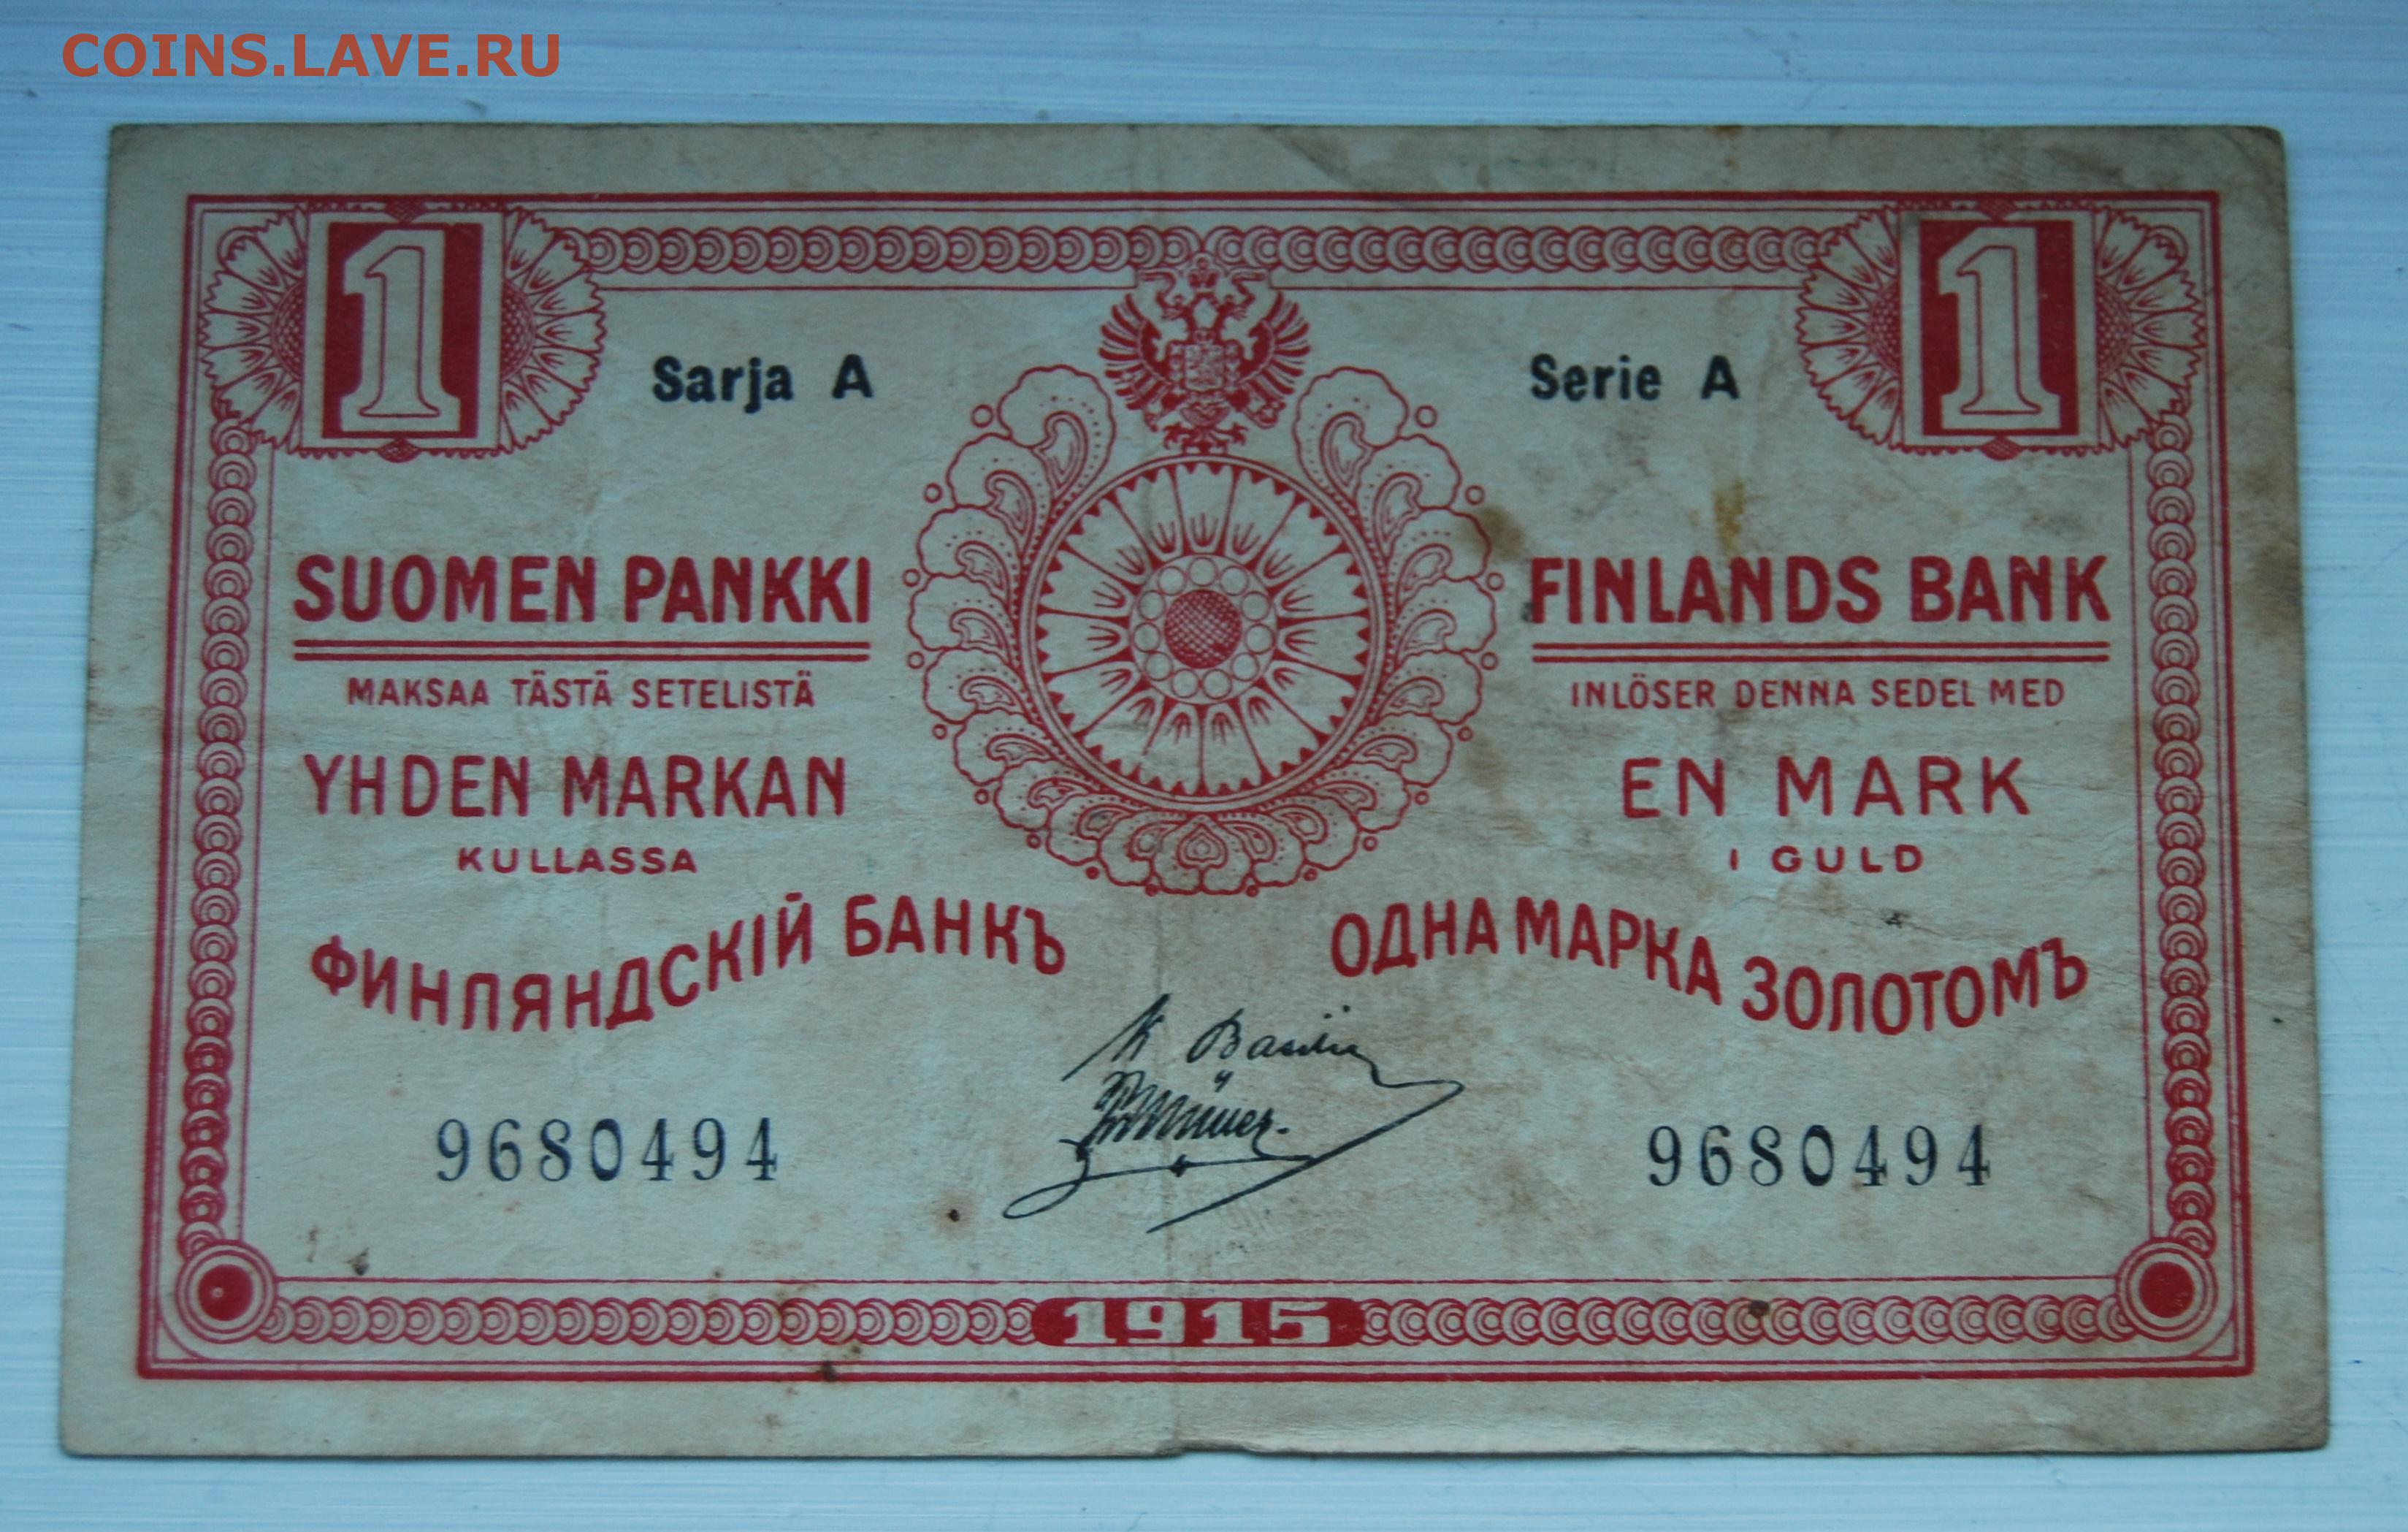 COINS.LAVE.RU
1 1
Sarja A Serie A
SUOMEN PANKKI
MAKSAA TÄSTÄ SETELISTÄ
YHDEN MARKAN
KULLASSA
FINLANDS BANK
INLÖSER DENNA SEDEL MED
EN MARK
I GULD
ФИНЛЯНДСКІЙ БАНКЪ
ОДНА МАРКА ЗОЛОТОМЪ
9680494 9680494
1915